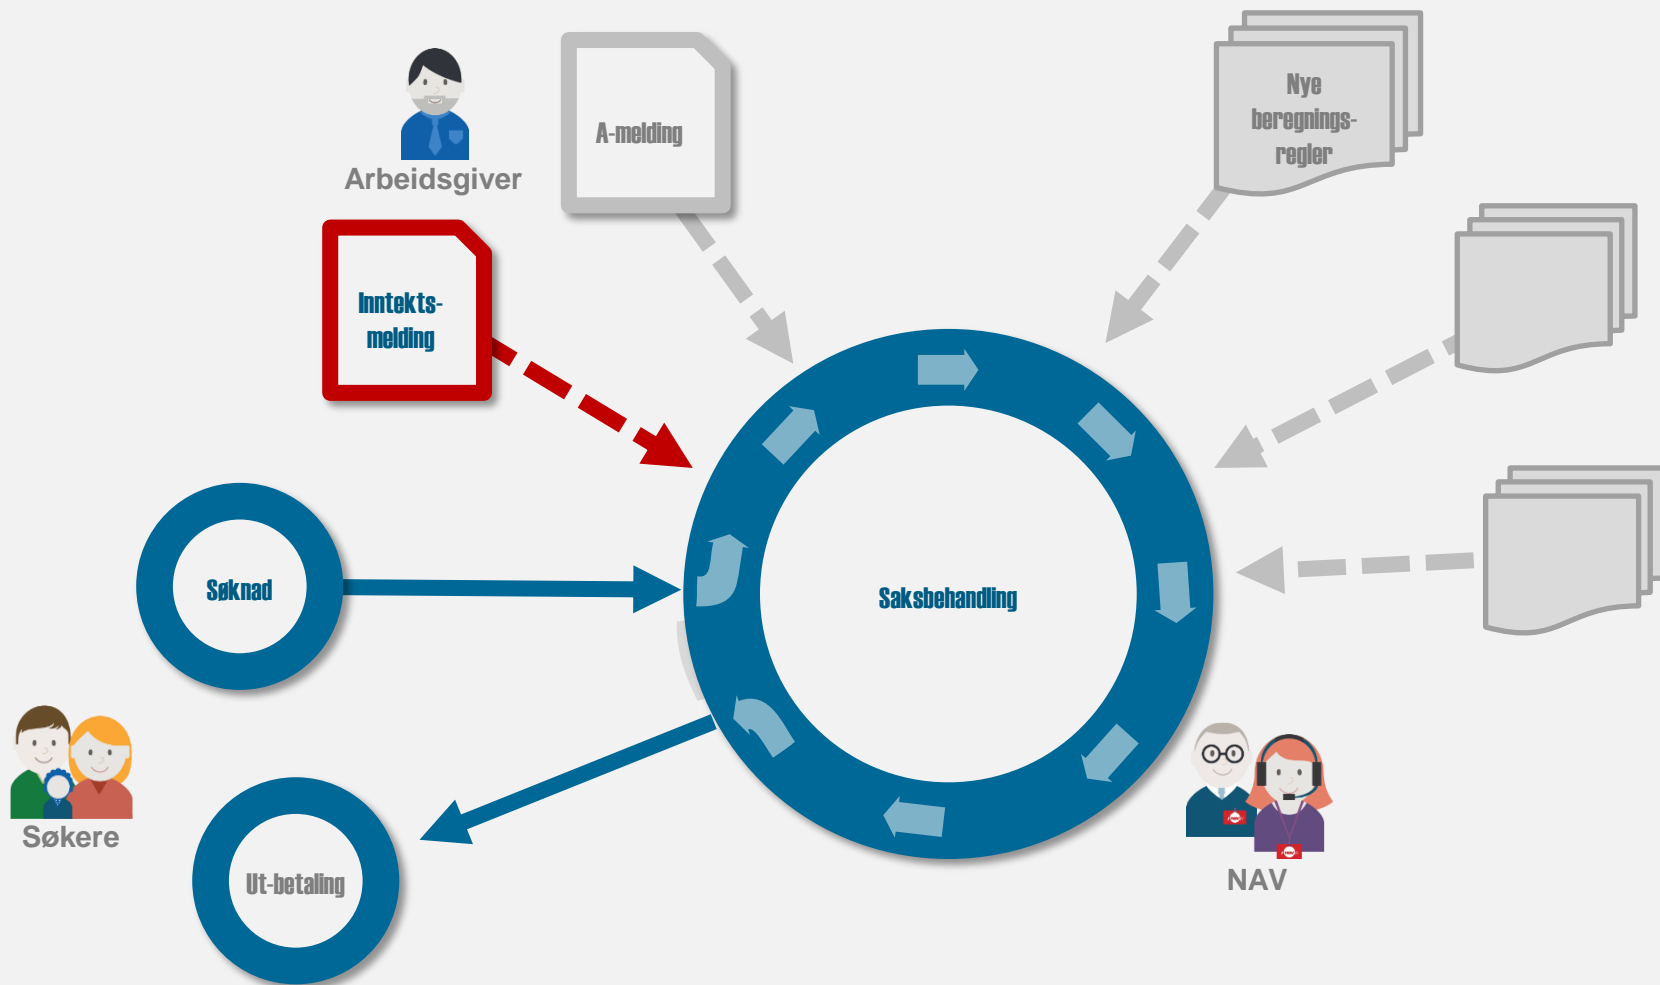 Nye
beregnings-
regler
A-melding
Arbeidsgiver
Inntekts-
melding
Søknad
Saksbehandling
Søkere
Ut-betaling
NAV